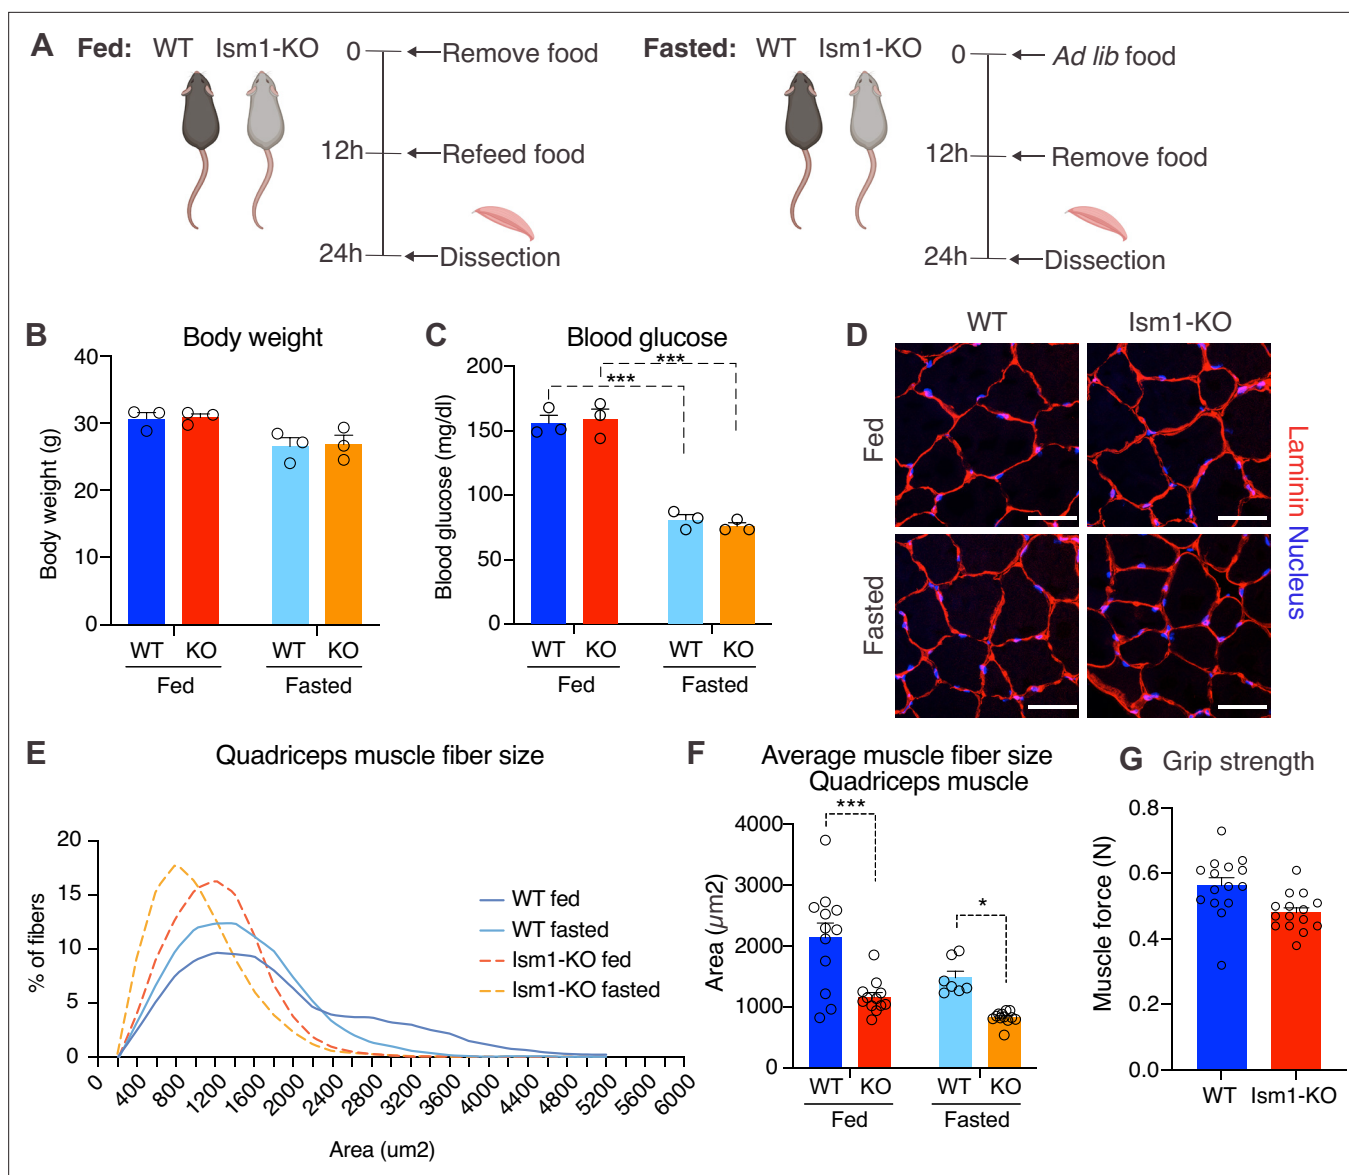 A Fed: WT Ism1-KO
0 Remove food
12h Refeed food
24h Dissection
Fasted: WT Ism1-KO
0 Ad lib food
12h Remove food
24h Dissection
B Body weight
Body weight (g)
40
30
20
10
0
WT KO WT KO
Fed Fasted
C Blood glucose
Blood glucose (mg/dl)
200
150
100
50
0
*** ***
WT KO WT KO
Fed Fasted
D WT Ism1-KO
Fed
Fasted
Laminin Nucleus
E Quadriceps muscle fiber size
% of fibers
20
15
10
5
0
WT fed
WT fasted
Ism1-KO fed
Ism1-KO fasted
0 400 800 1200 1600 2000 2400 2800 3200 3600 4000 4400 4800 5200 5600 6000
Area (um2)
F Average muscle fiber size
Quadriceps muscle
Area (µm2)
4000
3000
2000
1000
0
***
*
WT KO WT KO
Fed Fasted
G Grip strength
Muscle force (N)
0.8
0.6
0.4
0.2
0.0
WT Ism1-KO